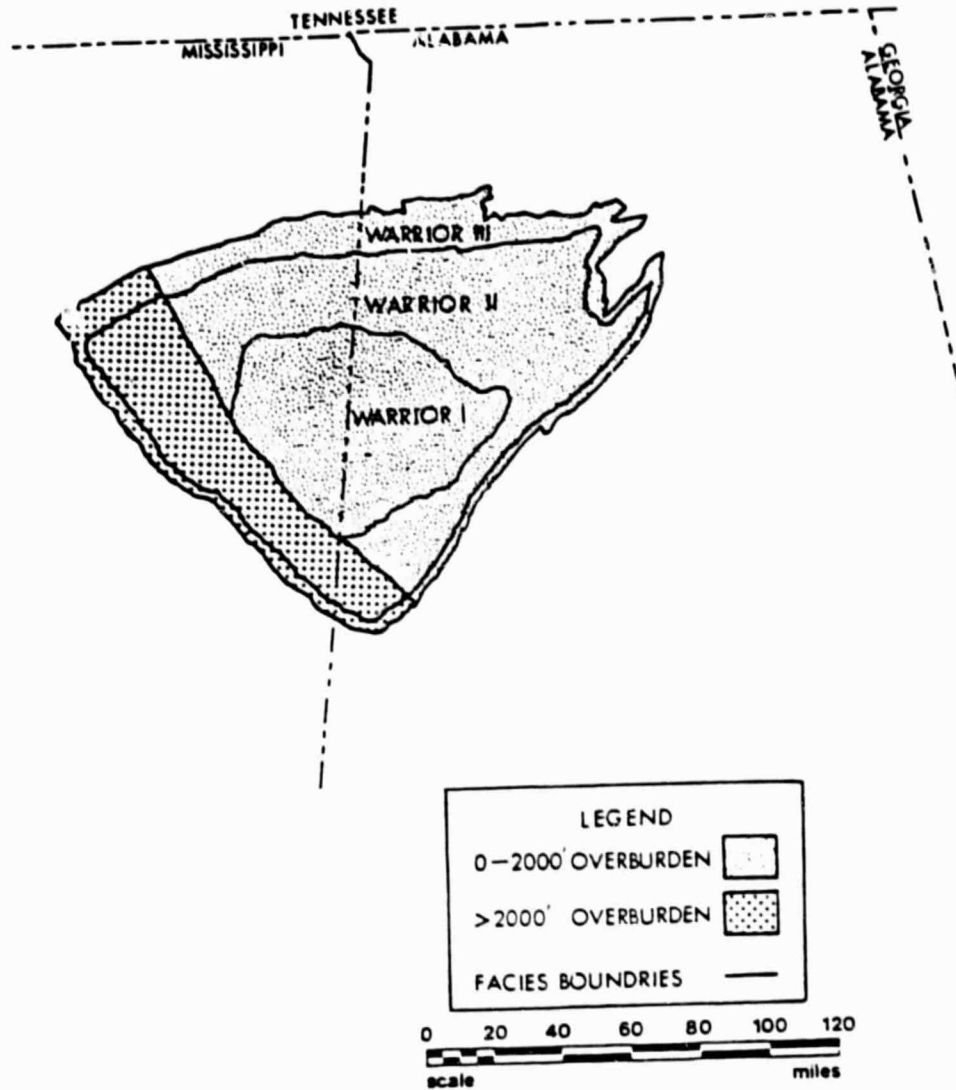 TENNESSEE
MISSISSIPPI
ALABAMA
GEORGIA
ALABAMA
WARRIOR III
WARRIOR II
WARRIOR I
LEGEND
0-2000' OVERBURDEN
>2000' OVERBURDEN
FACIES BOUNDRIES
0 20 40 60 80 100 120
scale miles